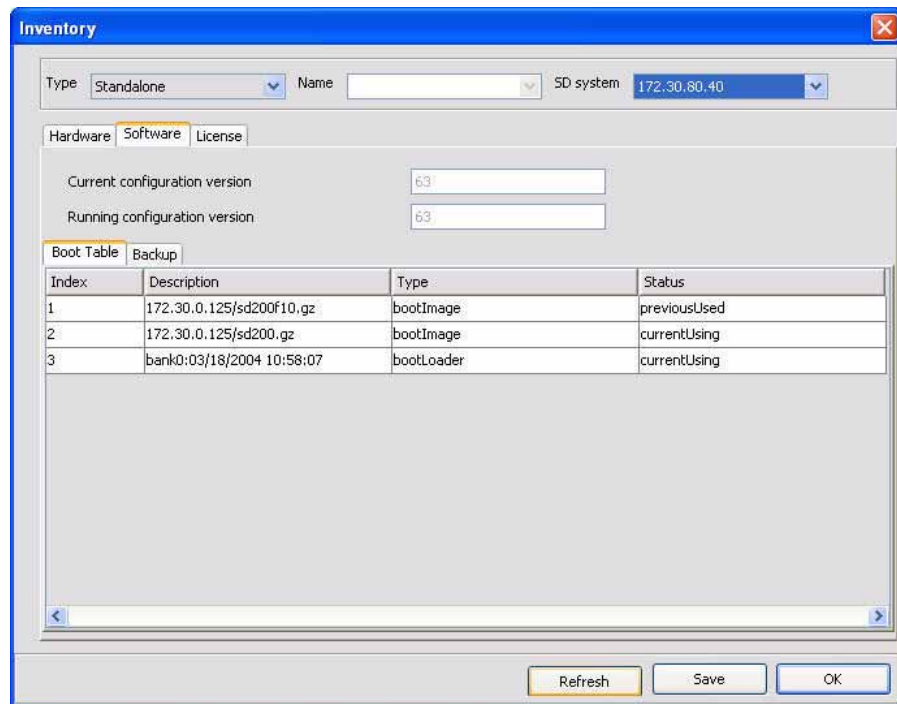 Inventory
Type Standalone Name SD system 172.30.80.40
Hardware Software License
Current configuration version 63
Running configuration version 63
Boot Table Backup
Index Description Type Status
1 172.30.0.125/sd200f10.gz bootImage previousUsed
2 172.30.0.125/sd200.gz bootImage currentUsing
3 bank0:03/18/2004 10:58:07 bootLoader currentUsing
Refresh Save OK